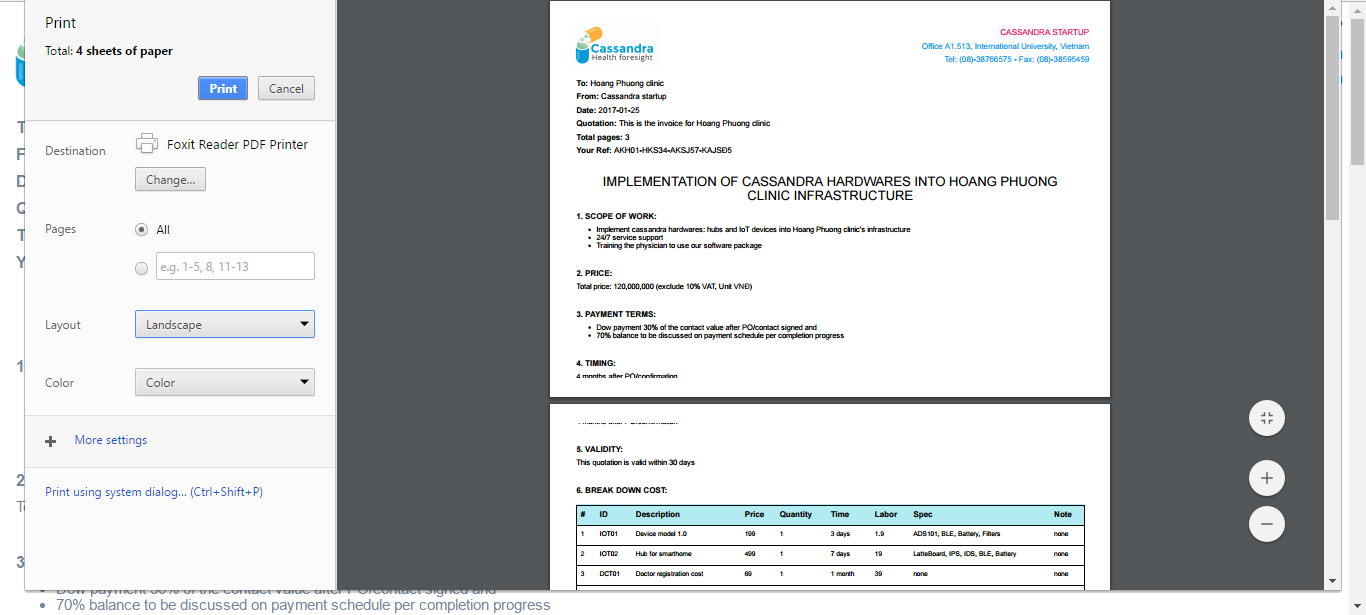 Print
Total: 4 sheets of paper
Print
Cancel
Destination
Foxit Reader PDF Printer
Change...
Pages
All
e.g. 1-5, 8, 11-13
Layout
Landscape
Color
Color
More settings
Print using system dialog... (Ctrl+Shift+P)
Cassandra
Health foresight
CASSANDRA STARTUP
Office A1.513, International University, Vietnam
Tel: (08)-38766575 - Fax: (08)-38595459
To: Hoang Phuong clinic
From: Cassandra startup
Date: 2017-01-25
Quotation: This is the invoice for Hoang Phuong clinic
Total pages: 3
Your Ref: AKH01-HKS34-AKSJ57-KAJSĐ5
IMPLEMENTATION OF CASSANDRA HARDWARES INTO HOANG PHUONG
CLINIC INFRASTRUCTURE
1. SCOPE OF WORK:
• Implement cassandra hardwares: hubs and IoT devices into Hoang Phuong clinic's infrastructure
• 24/7 service support
• Training the physician to use our software package
2. PRICE:
Total price: 120,000,000 (exclude 10% VAT, Unit VNĐ)
3. PAYMENT TERMS:
• Dow payment 30% of the contact value after PO/contact signed and
• 70% balance to be discussed on payment schedule per completion progress
4. TIMING:
4 months after PO/confirmation
5. VALIDITY:
This quotation is valid within 30 days
6. BREAK DOWN COST:
# ID Description Price Quantity Time Labor Spec Note
1 IOT01 Device model 1.0 199 1 3 days 1.9 ADS101, BLE, Battery, Filters none
2 IOT02 Hub for smarthome 499 1 7 days 19 LatteBoard, IPS, IDS, BLE, Battery none
3 DCT01 Doctor registration cost 69 1 1 month 39 none none
T
F
D
Q
T
Y
1
2
3
• Dow payment 30% of the contact value after PO/contact signed and
• 70% balance to be discussed on payment schedule per completion progress